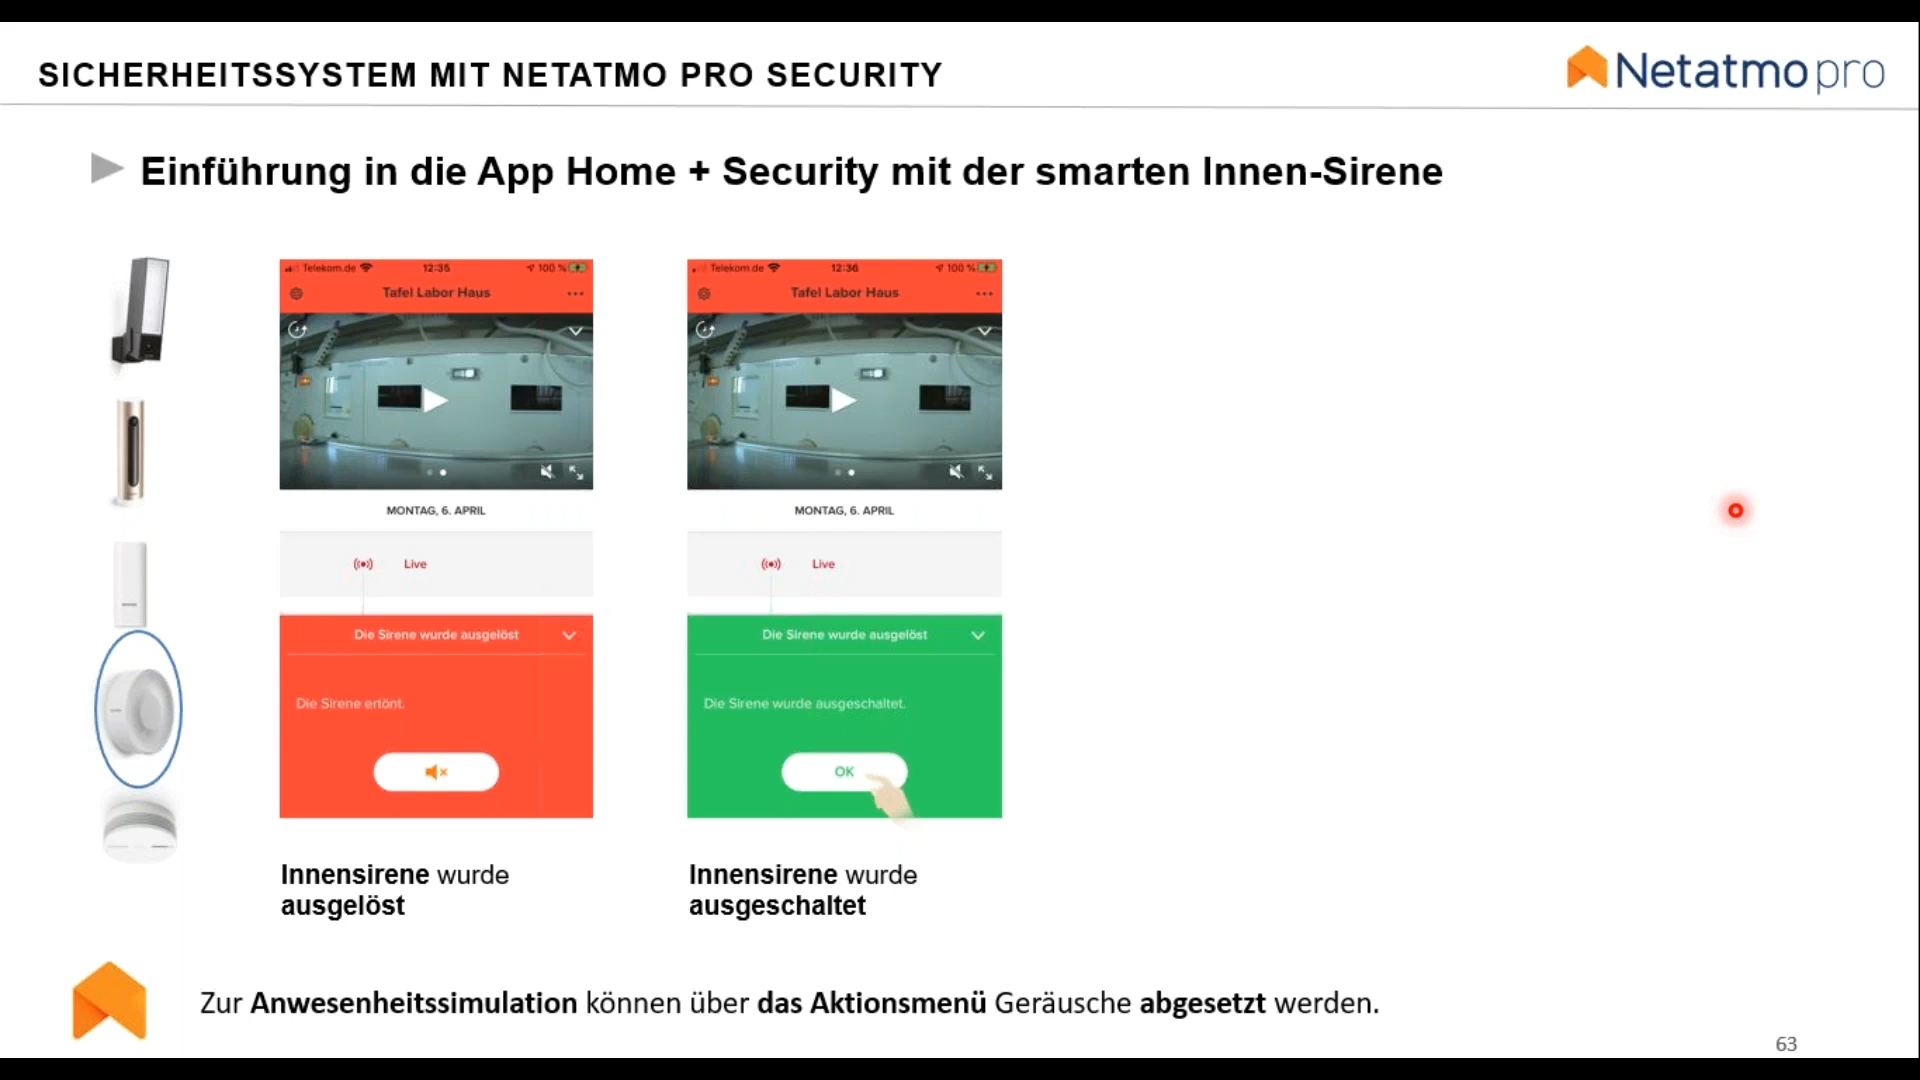 SICHERHEITSSYSTEM MIT NETATMO PRO SECURITY
Netatmo pro
Einführung in die App Home + Security mit der smarten Innen-Sirene
Telekom.de 12:35 100 %
Tafel Labor Haus
MONTAG, 6. APRIL
Live
Die Sirene wurde ausgelöst
Die Sirene ertönt.
Innensirene wurde
ausgelöst
Telekom.de 12:36 100 %
Tafel Labor Haus
MONTAG, 6. APRIL
Live
Die Sirene wurde ausgelöst
Die Sirene wurde ausgeschaltet.
OK
Innensirene wurde
ausgeschaltet
Zur Anwesenheitssimulation können über das Aktionsmenü Geräusche abgesetzt werden.
63